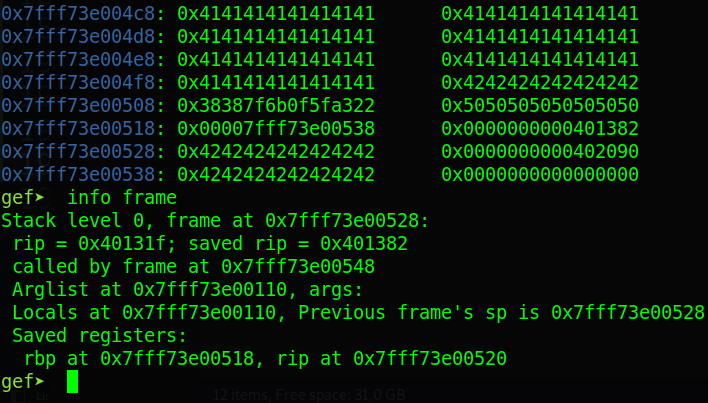 0x7fff73e004c8: 0x4141414141414141 0x4141414141414141
0x7fff73e004d8: 0x4141414141414141 0x4141414141414141
0x7fff73e004e8: 0x4141414141414141 0x4141414141414141
0x7fff73e004f8: 0x4141414141414141 0x4242424242424242
0x7fff73e00508: 0x38387f6b0f5fa322 0x5050505050505050
0x7fff73e00518: 0x00007fff73e00538 0x0000000000401382
0x7fff73e00528: 0x4242424242424242 0x0000000000402090
0x7fff73e00538: 0x4242424242424242 0x0000000000000000
gef➤ info frame
Stack level 0, frame at 0x7fff73e00528:
rip = 0x40131f; saved rip = 0x401382
called by frame at 0x7fff73e00548
Arglist at 0x7fff73e00110, args:
Locals at 0x7fff73e00110, Previous frame's sp is 0x7fff73e00528
Saved registers:
rbp at 0x7fff73e00518, rip at 0x7fff73e00520
gef➤
12 items, Free space: 31,0 GB